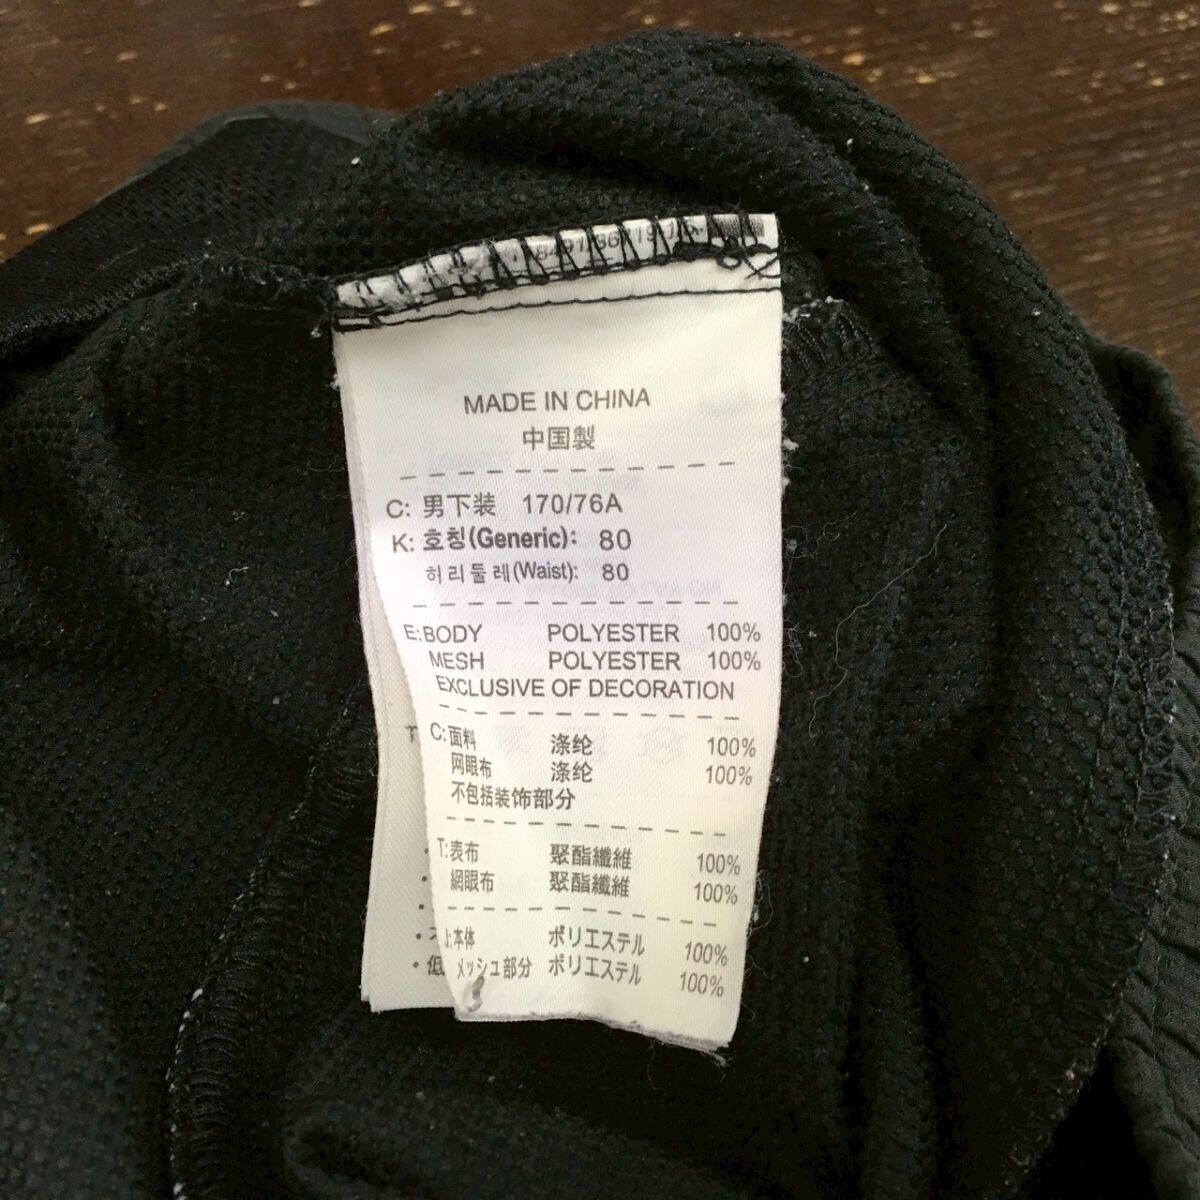 MADE IN CHINA
中国製
C: 男下装 170/76A
K: 호칭(Generic): 80
허리둘레(Waist): 80
E: BODY POLYESTER 100%
MESH POLYESTER 100%
EXCLUSIVE OF DECORATION
C: 面料 涤纶 100%
网眼布 涤纶 100%
不包括装饰部分
T: 表布 聚酯纖維 100%
網眼布 聚酯纖維 100%
J: 本体 ポリエステル 100%
メッシュ部分 ポリエステル 100%
・低